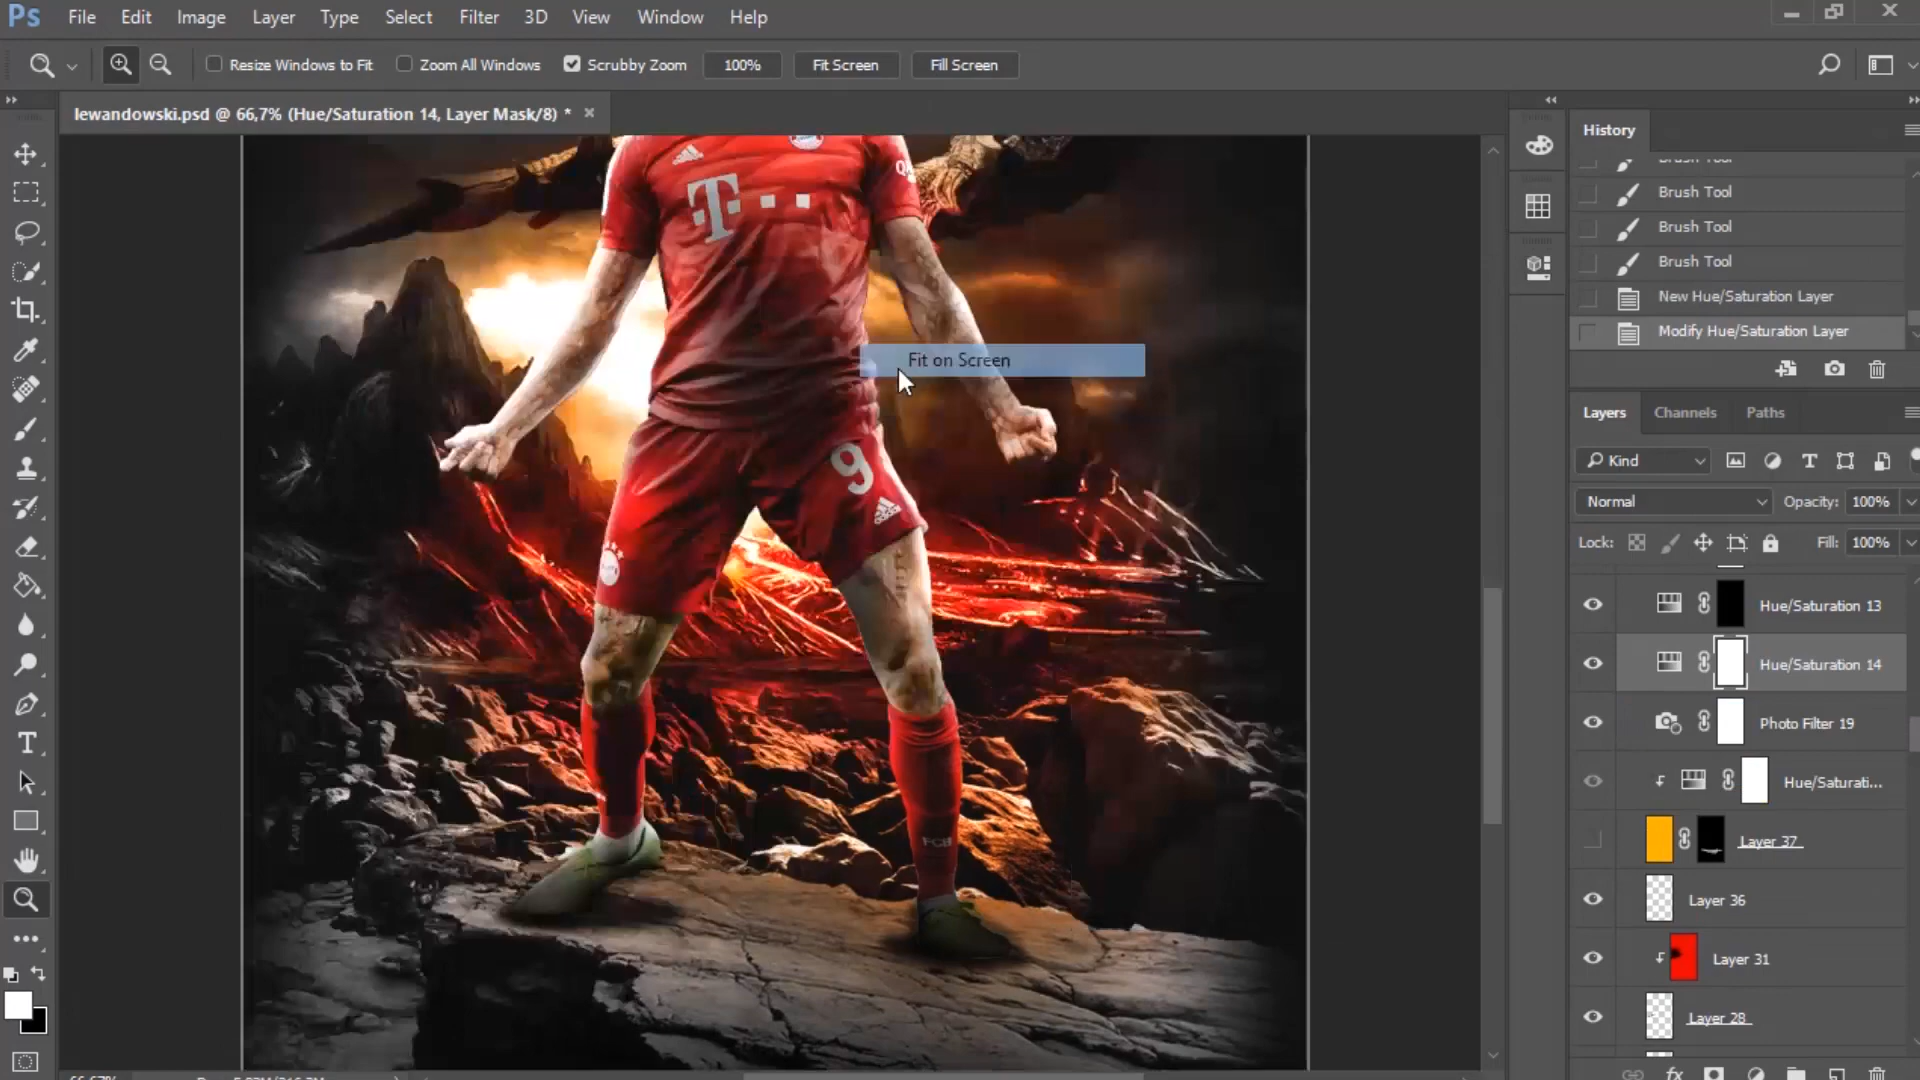 Ps File Edit Image Layer Type Select Filter 3D View Window Help
Resize Windows to Fit Zoom All Windows Scrubby Zoom 100% Fit Screen Fill Screen
lewandowski.psd @ 66,7% (Hue/Saturation 14, Layer Mask/8) *
History
Brush Tool
Brush Tool
Brush Tool
Brush Tool
New Hue/Saturation Layer
Modify Hue/Saturation Layer
T
Fit on Screen
9
FCB
Layers Channels Paths
Kind
Normal Opacity: 100%
Lock: Fill: 100%
Hue/Saturation 13
Hue/Saturation 14
Photo Filter 19
Hue/Saturati...
Layer 37
Layer 36
Layer 31
Layer 28
fx